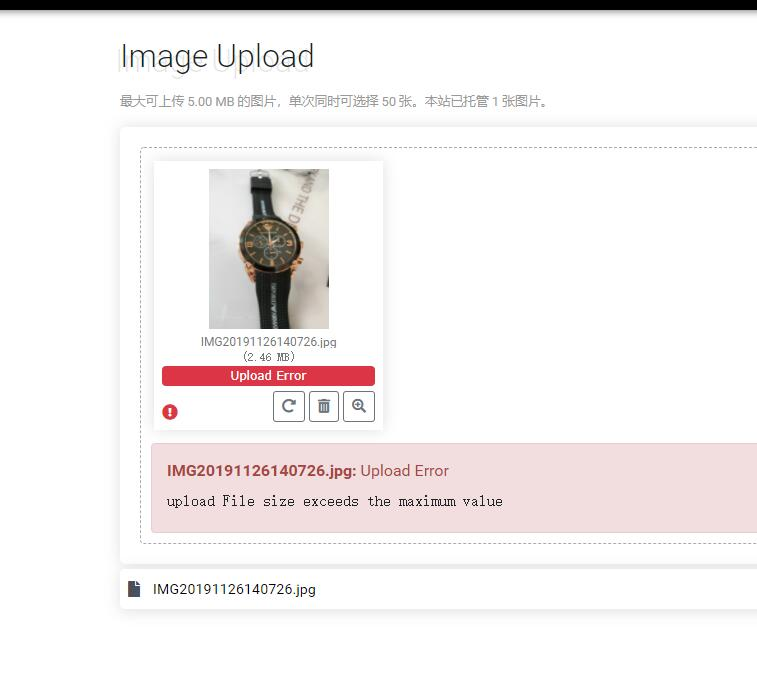 Image Upload
最大可上传 5.00 MB 的图片，单次同时可选择 50 张。本站已托管 1 张图片。
IMG20191126140726.jpg
(2.46 MB)
Upload Error
IMG20191126140726.jpg: Upload Error
upload File size exceeds the maximum value
IMG20191126140726.jpg